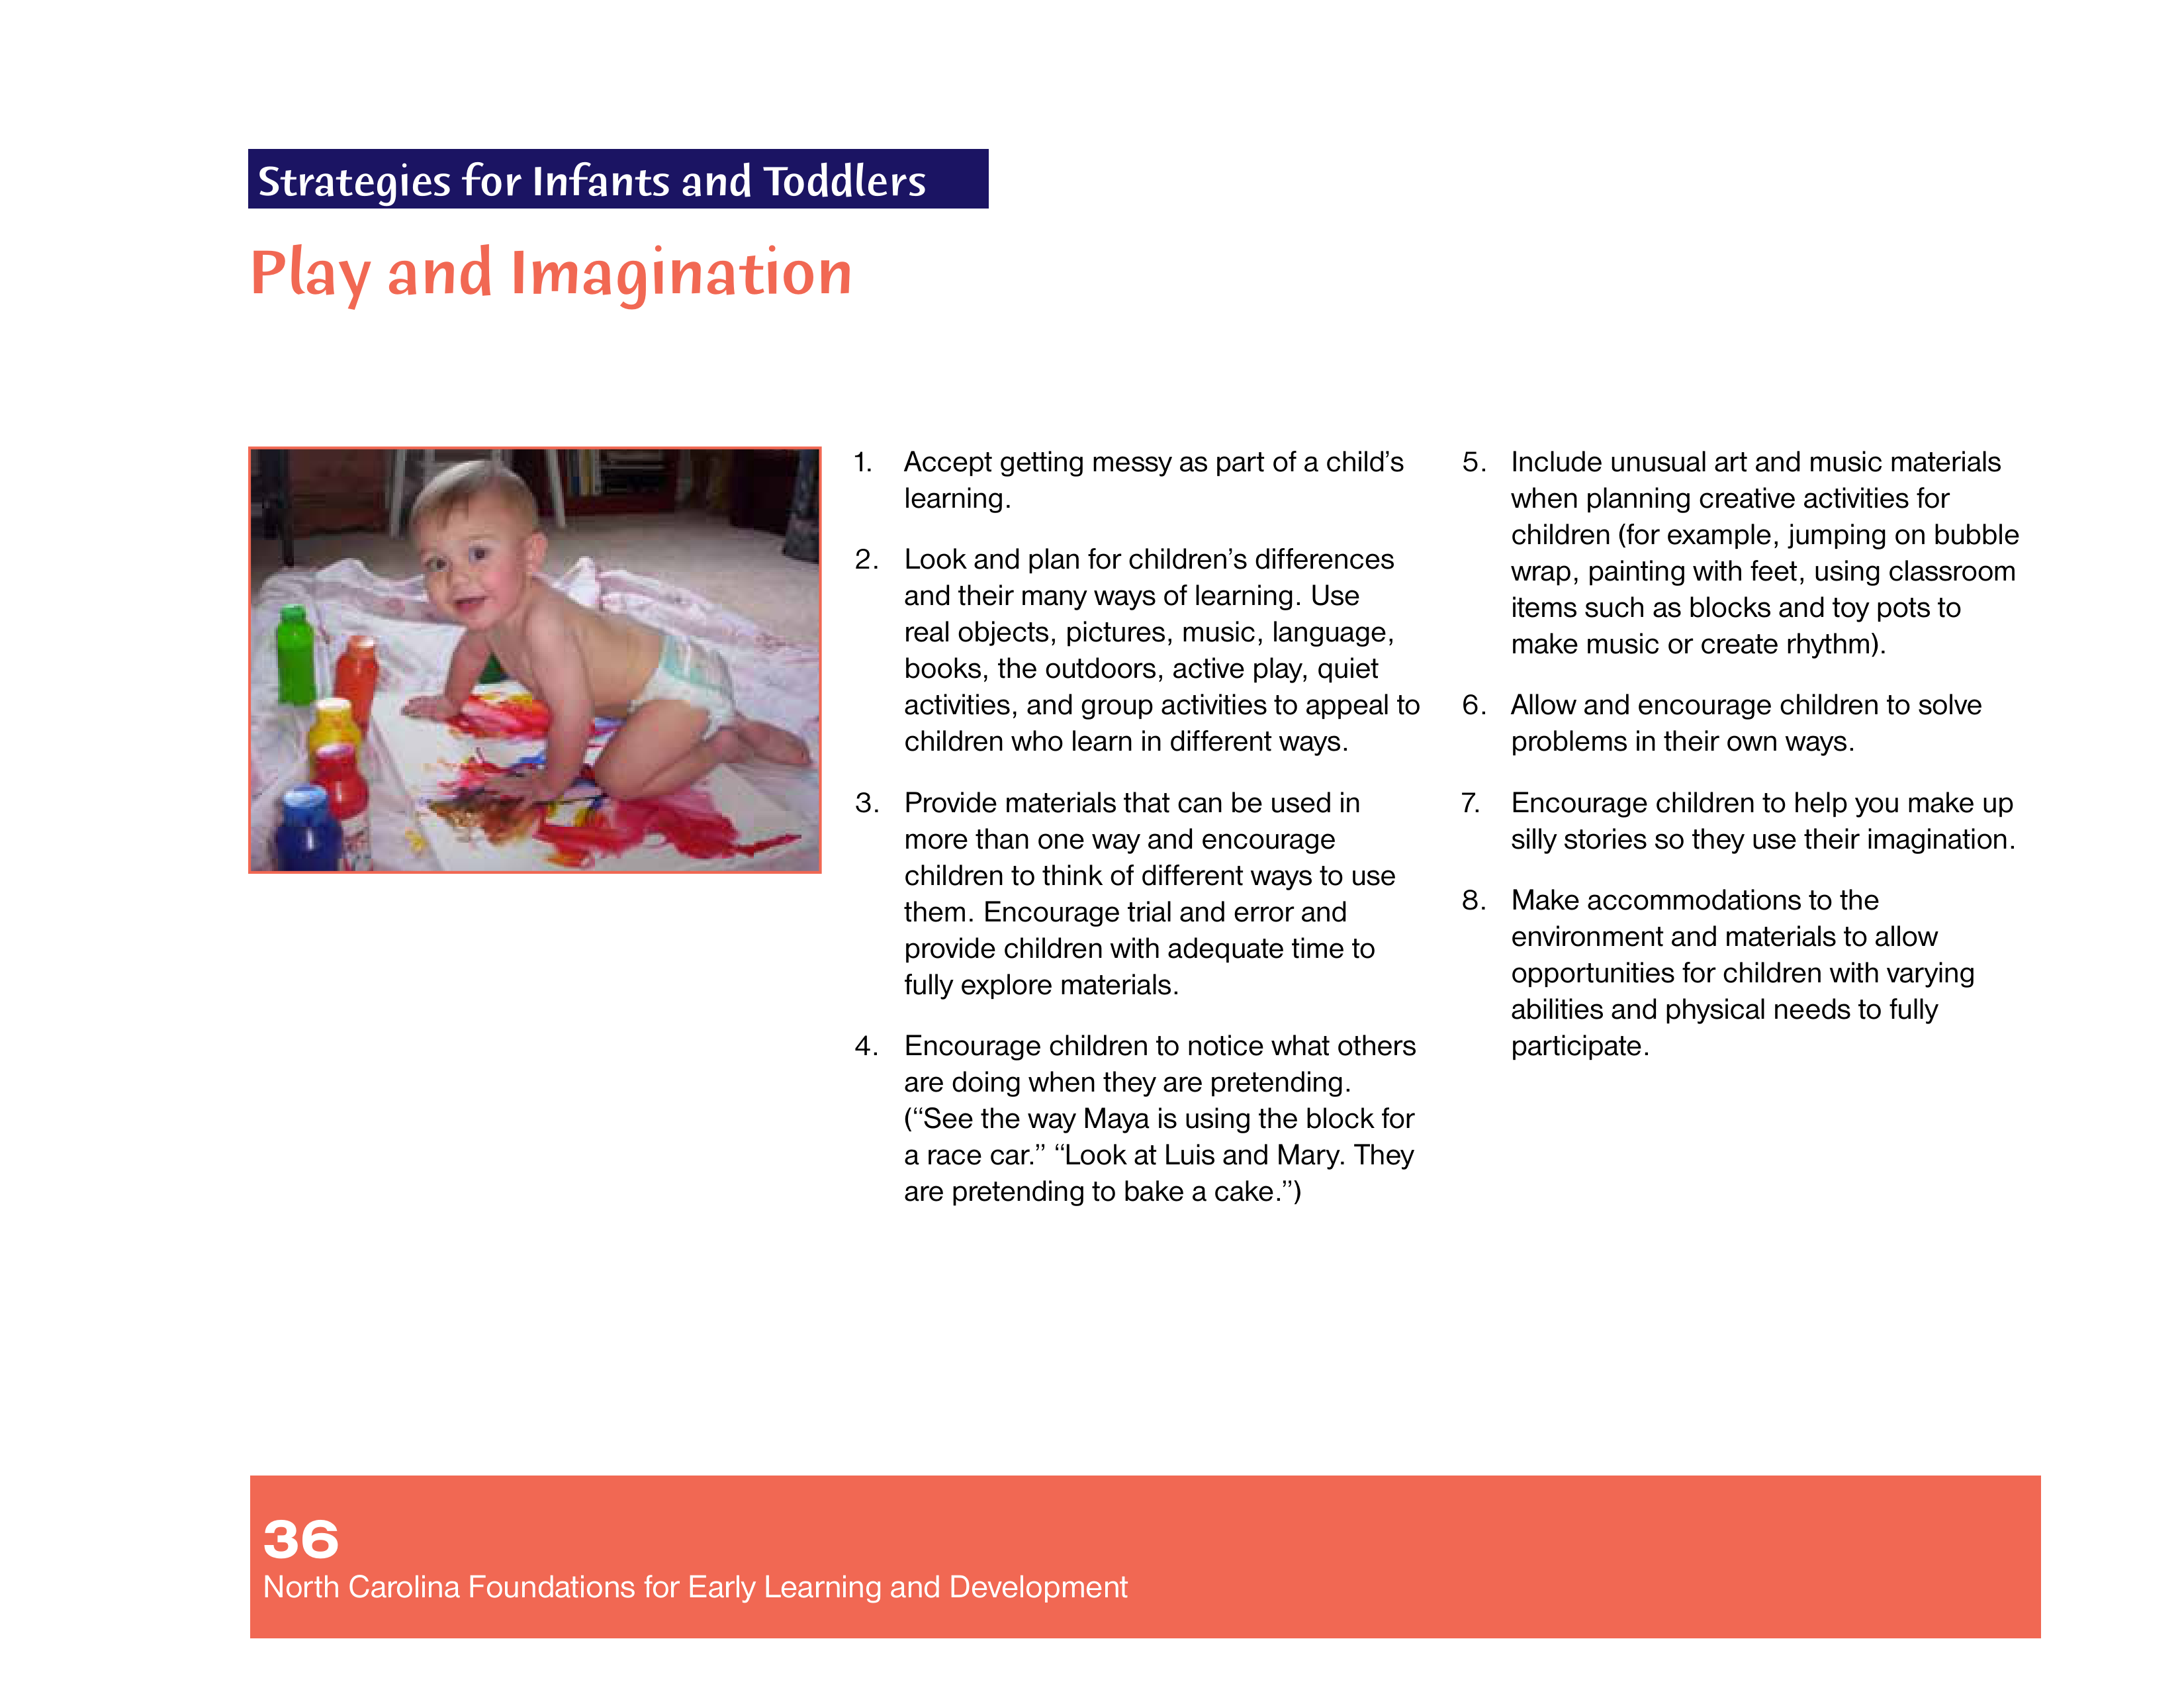 Strategies for Infants and Toddlers
Play and Imagination
1. Accept getting messy as part of a child’s
learning.
2. Look and plan for children’s differences
and their many ways of learning. Use
real objects, pictures, music, language,
books, the outdoors, active play, quiet
activities, and group activities to appeal to
children who learn in different ways.
3. Provide materials that can be used in
more than one way and encourage
children to think of different ways to use
them. Encourage trial and error and
provide children with adequate time to
fully explore materials.
4. Encourage children to notice what others
are doing when they are pretending.
(“See the way Maya is using the block for
a race car.” “Look at Luis and Mary. They
are pretending to bake a cake.”)
5. Include unusual art and music materials
when planning creative activities for
children (for example, jumping on bubble
wrap, painting with feet, using classroom
items such as blocks and toy pots to
make music or create rhythm).
6. Allow and encourage children to solve
problems in their own ways.
7. Encourage children to help you make up
silly stories so they use their imagination.
8. Make accommodations to the
environment and materials to allow
opportunities for children with varying
abilities and physical needs to fully
participate.
36
North Carolina Foundations for Early Learning and Development